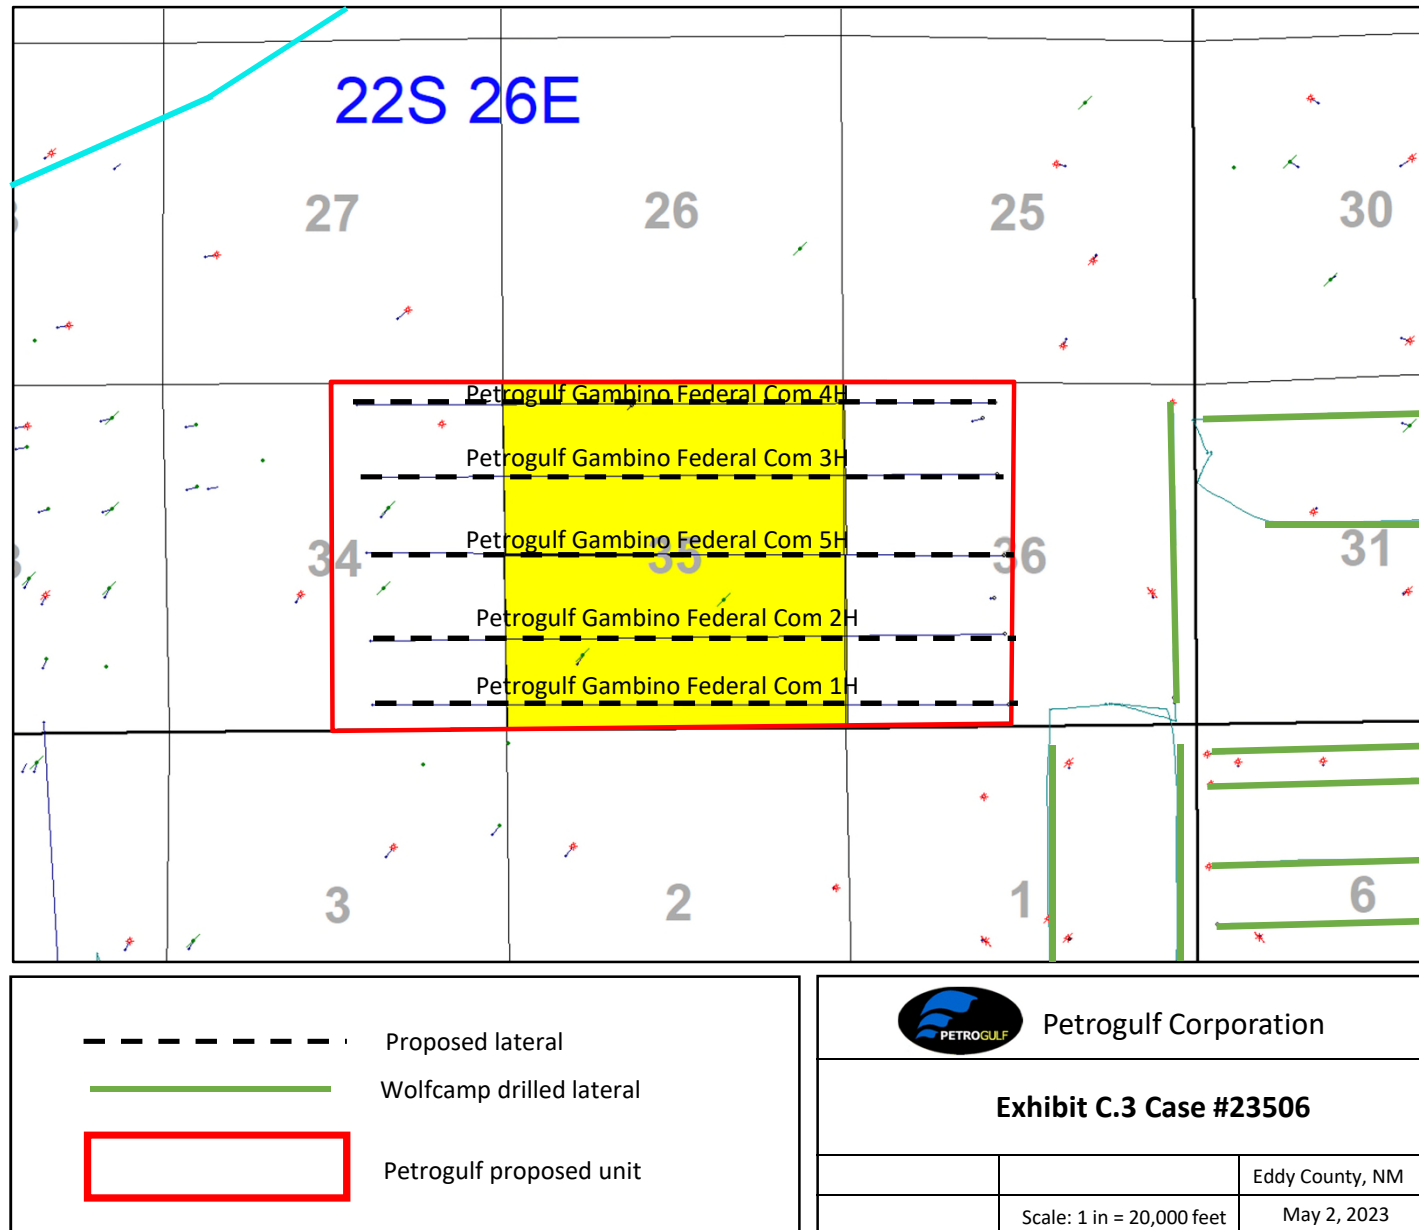 22S 26E
27
26
25
30
Petrogulf Gambino Federal Com 4H
Petrogulf Gambino Federal Com 3H
Petrogulf Gambino Federal Com 5H
34
35
36
31
Petrogulf Gambino Federal Com 2H
Petrogulf Gambino Federal Com 1H
3
2
1
6
Proposed lateral
Wolfcamp drilled lateral
Petrogulf proposed unit
PETROGULF
Petrogulf Corporation
Exhibit C.3 Case #23506
Eddy County, NM
Scale: 1 in = 20,000 feet
May 2, 2023